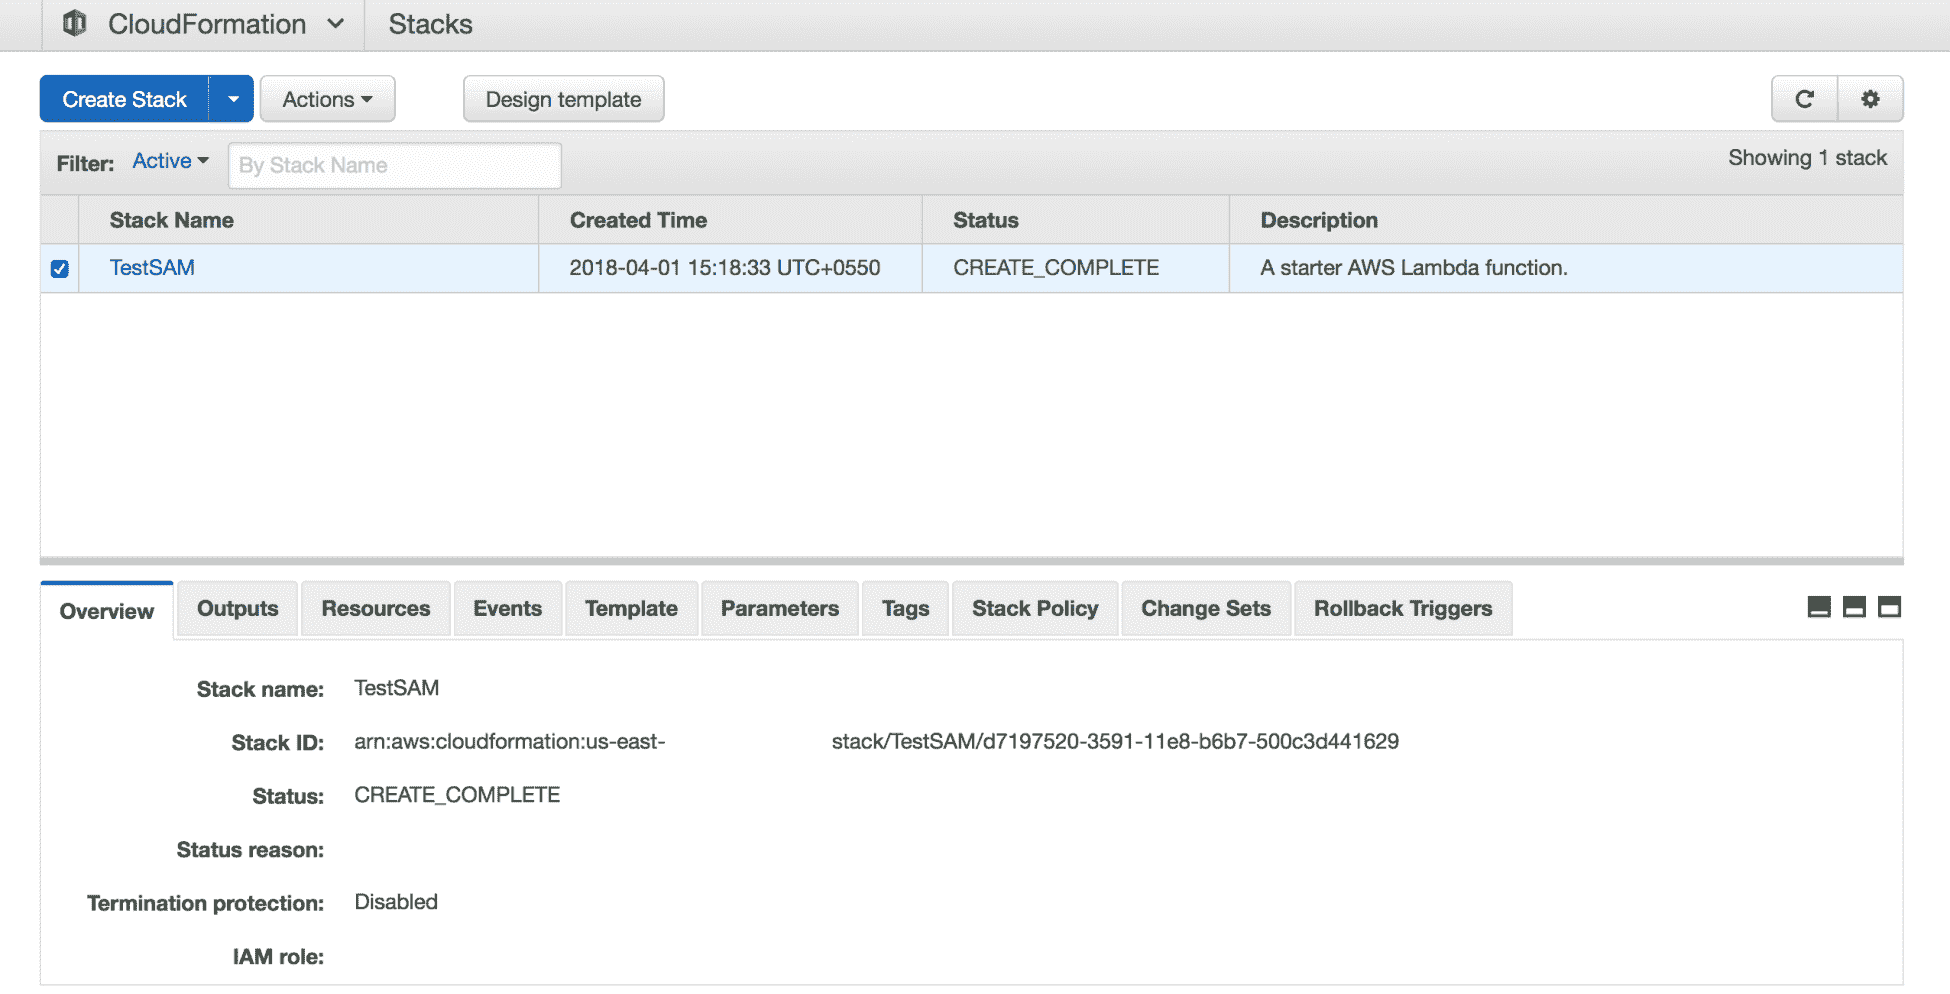 CloudFormation Stacks
Create Stack Actions Design template
Filter: Active By Stack Name Showing 1 stack
Stack Name Created Time Status Description
TestSAM 2018-04-01 15:18:33 UTC+0550 CREATE_COMPLETE A starter AWS Lambda function.
Overview Outputs Resources Events Template Parameters Tags Stack Policy Change Sets Rollback Triggers
Stack name: TestSAM
Stack ID: arn:aws:cloudformation:us-east- stack/TestSAM/d7197520-3591-11e8-b6b7-500c3d441629
Status: CREATE_COMPLETE
Status reason:
Termination protection: Disabled
IAM role: